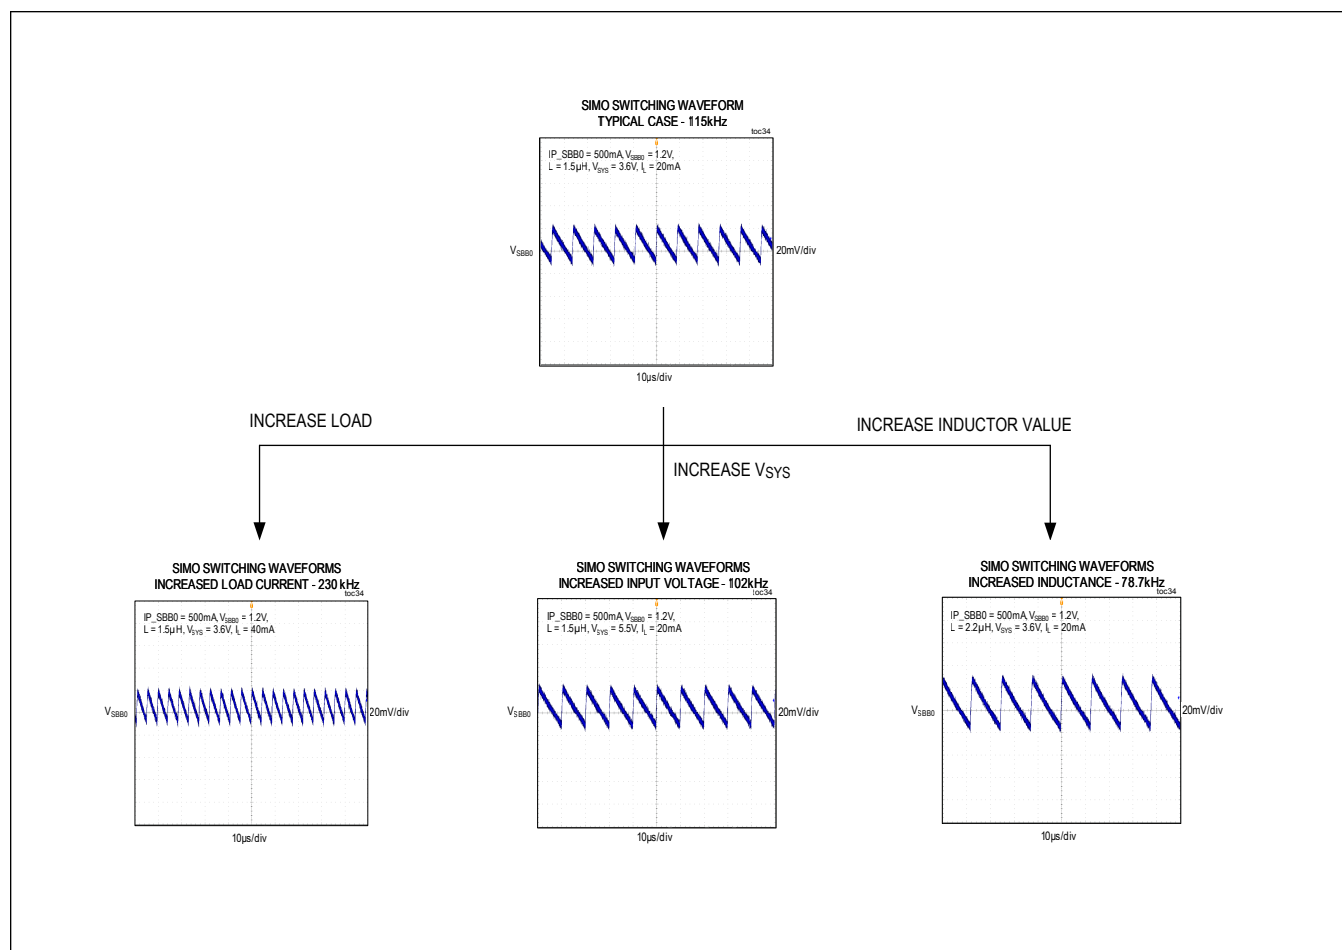 SIMO SWITCHING WAVEFORM
TYPICAL CASE - 115kHz
toc34
IP_SBB0 = 500mA, VSBB0 = 1.2V,
L = 1.5µH, VSYS = 3.6V, IL = 20mA
VSBB0
20mV/div
10µs/div
INCREASE LOAD
INCREASE INDUCTOR VALUE
INCREASE VSYS
SIMO SWITCHING WAVEFORMS
INCREASED LOAD CURRENT - 230 kHz
toc34
IP_SBB0 = 500mA, VSBB0 = 1.2V,
L = 1.5µH, VSYS = 3.6V, IL = 40mA
VSBB0
20mV/div
10µs/div
SIMO SWITCHING WAVEFORMS
INCREASED INPUT VOLTAGE - 102kHz
toc34
IP_SBB0 = 500mA, VSBB0 = 1.2V,
L = 1.5µH, VSYS = 5.5V, IL = 20mA
VSBB0
20mV/div
10µs/div
SIMO SWITCHING WAVEFORMS
INCREASED INDUCTANCE - 78.7kHz
toc34
IP_SBB0 = 500mA, VSBB0 = 1.2V,
L = 2.2µH, VSYS = 3.6V, IL = 20mA
VSBB0
20mV/div
10µs/div